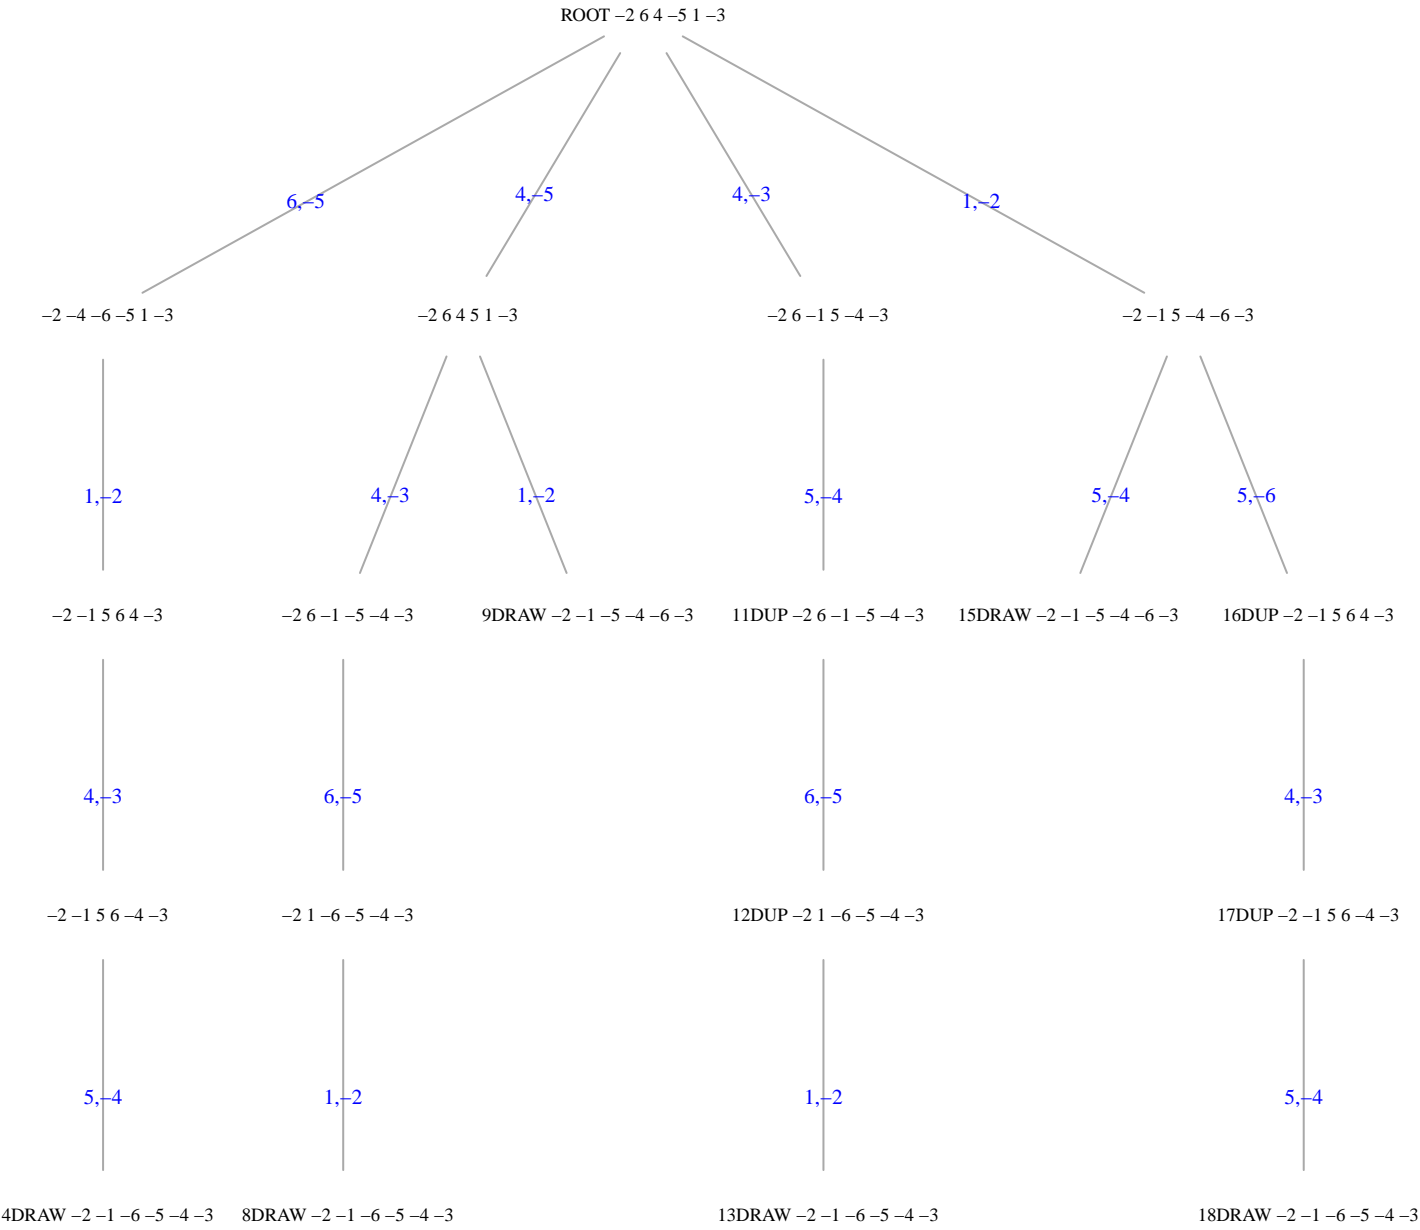 ROOT –2 6 4 –5 1 –3
6,–5 4,–5 4,–3 1,–2
–2 –4 –6 –5 1 –3 –2 6 4 5 1 –3 –2 6 –1 5 –4 –3 –2 –1 5 –4 –6 –3
1,–2 4,–3 1,–2 5,–4 5,–4 5,–6
–2 –1 5 6 4 –3 –2 6 –1 –5 –4 –3 9DRAW –2 –1 –5 –4 –6 –3 11DUP –2 6 –1 –5 –4 –3 15DRAW –2 –1 –5 –4 –6 –3 16DUP –2 –1 5 6 4 –3
4,–3 6,–5 6,–5 4,–3
–2 –1 5 6 –4 –3 –2 1 –6 –5 –4 –3 12DUP –2 1 –6 –5 –4 –3 17DUP –2 –1 5 6 –4 –3
5,–4 1,–2 1,–2 5,–4
4DRAW –2 –1 –6 –5 –4 –3 8DRAW –2 –1 –6 –5 –4 –3 13DRAW –2 –1 –6 –5 –4 –3 18DRAW –2 –1 –6 –5 –4 –3